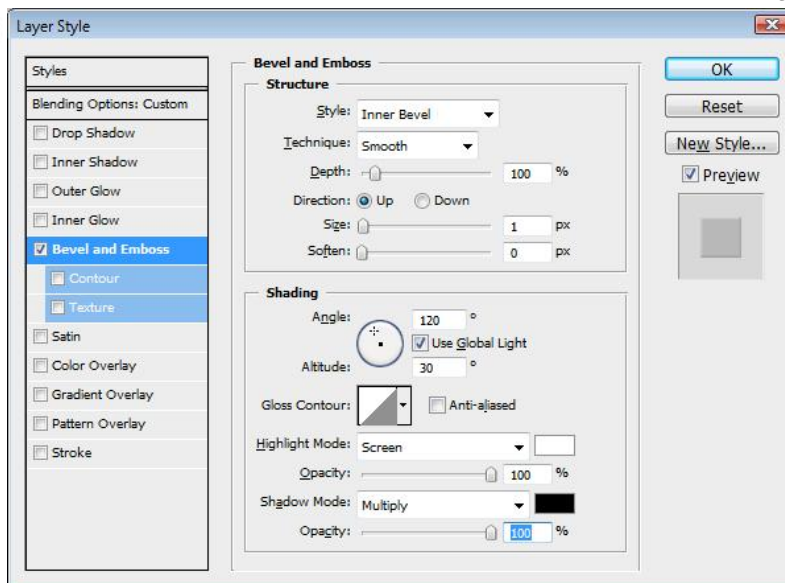 Layer Style
Styles
Blending Options: Custom
Drop Shadow
Inner Shadow
Outer Glow
Inner Glow
Bevel and Emboss
Contour
Texture
Satin
Color Overlay
Gradient Overlay
Pattern Overlay
Stroke
Bevel and Emboss
Structure
Style: Inner Bevel
Technique: Smooth
Depth: 100 %
Direction: Up Down
Size: 1 px
Soften: 0 px
Shading
Angle: 120 °
Use Global Light
Altitude: 30 °
Gloss Contour: Anti-aliased
Highlight Mode: Screen
Opacity: 100 %
Shadow Mode: Multiply
Opacity: 100 %
OK
Reset
New Style...
Preview